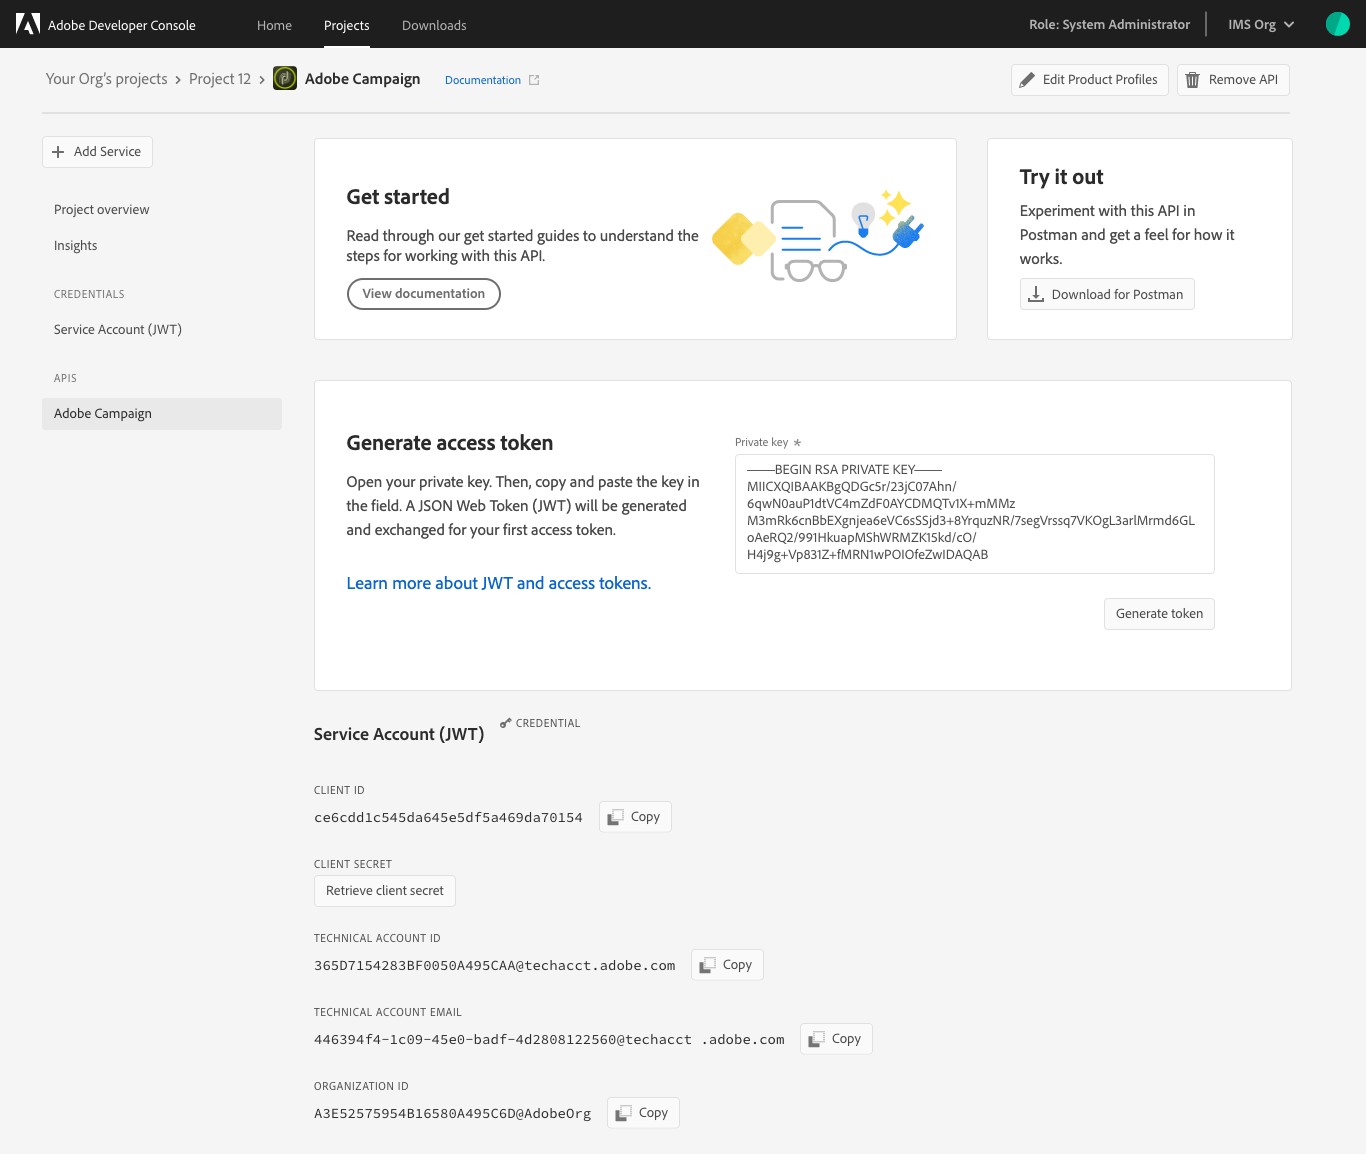 Adobe Developer Console
Home
Projects
Downloads
Role: System Administrator
IMS Org
Your Org's projects
Project 12
Adobe Campaign
Documentation
Edit Product Profiles
Remove API
Add Service
Project overview
Insights
CREDENTIALS
Service Account (JWT)
APIS
Adobe Campaign
Get started
Read through our get started guides to understand the
steps for working with this API.
View documentation
Try it out
Experiment with this API in
Postman and get a feel for how it
works.
Download for Postman
Generate access token
Open your private key. Then, copy and paste the key in
the field. A JSON Web Token (JWT) will be generated
and exchanged for your first access token.
Learn more about JWT and access tokens.
Private key *
——BEGIN RSA PRIVATE KEY——
MIICXQIBAAKBgQDGc5r/23jC07Ahn/
6qwN0auP1dtVC4mZdF0AYCDMQTv1X+mMMz
M3mRk6cnBbEXgnjea6eVC6sSSjd3+8YrquzNR/7segVrssq7VKOgL3arlMrmd6GL
oAeRQ2/991HkuapMShWRMZK15kd/cO/
H4j9g+Vp831Z+fMRN1wPOIOfeZwIDAQAB
Generate token
Service Account (JWT)
CREDENTIAL
CLIENT ID
ce6cdd1c545da645e5df5a469da70154
Copy
CLIENT SECRET
Retrieve client secret
TECHNICAL ACCOUNT ID
365D7154283BF0050A495CAA@techacct.adobe.com
Copy
TECHNICAL ACCOUNT EMAIL
446394f4-1c09-45e0-badf-4d2808122560@techacct .adobe.com
Copy
ORGANIZATION ID
A3E52575954B16580A495C6D@AdobeOrg
Copy